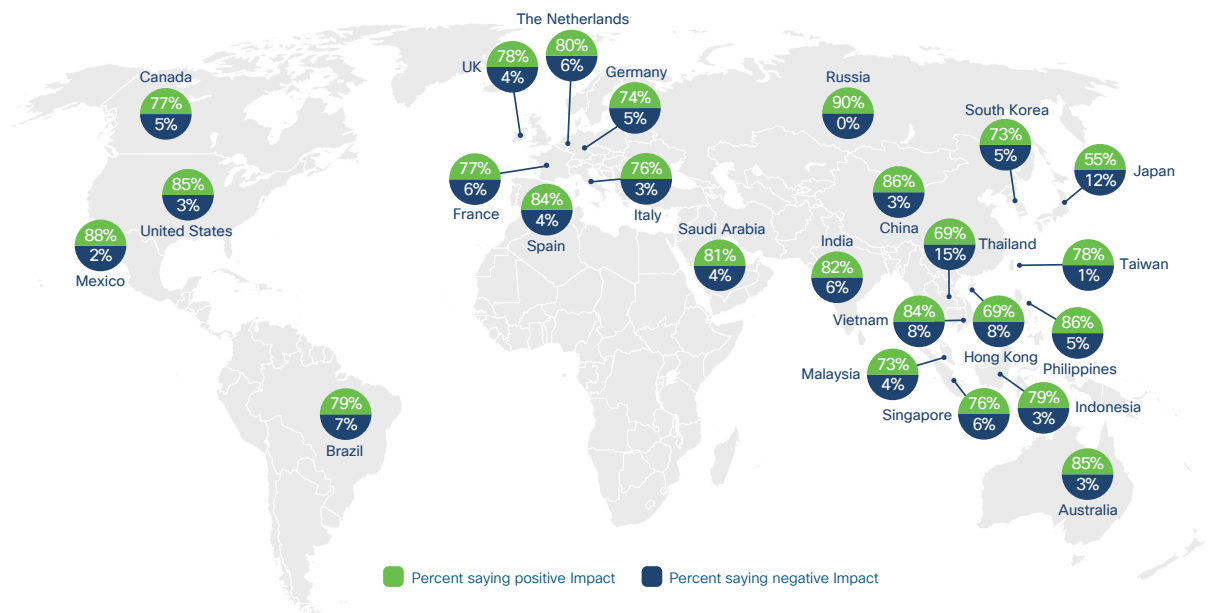 The Netherlands
80%
6%
UK
78%
4%
Germany
74%
5%
Canada
77%
5%
Russia
90%
0%
South Korea
73%
5%
Japan
55%
12%
United States
85%
3%
France
77%
6%
Spain
84%
4%
Italy
76%
3%
China
86%
3%
Mexico
88%
2%
Saudi Arabia
81%
4%
India
82%
6%
Thailand
69%
15%
Taiwan
78%
1%
Vietnam
84%
8%
Hong Kong
69%
8%
Philippines
86%
5%
Malaysia
73%
4%
Singapore
76%
6%
Indonesia
79%
3%
Brazil
79%
7%
Australia
85%
3%
Percent saying positive Impact
Percent saying negative Impact